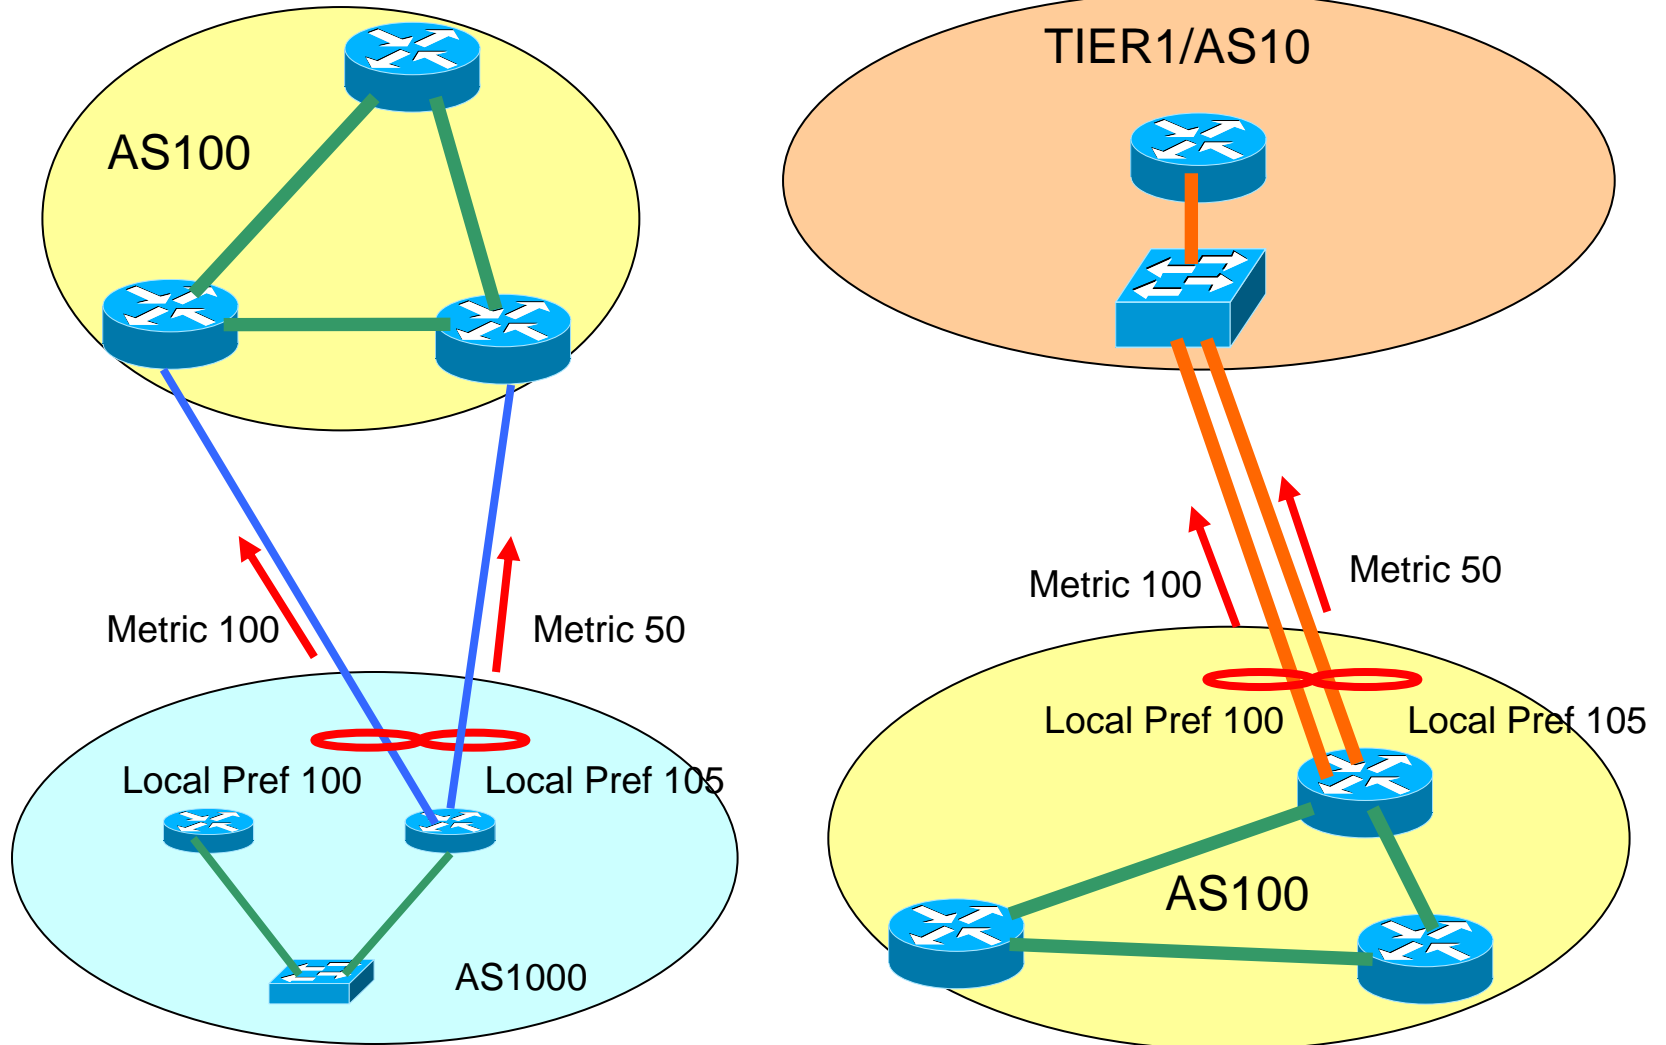 AS100
Metric 100
Metric 50
Local Pref 100
Local Pref 105
AS1000
TIER1/AS10
Metric 100
Metric 50
Local Pref 100
Local Pref 105
AS100